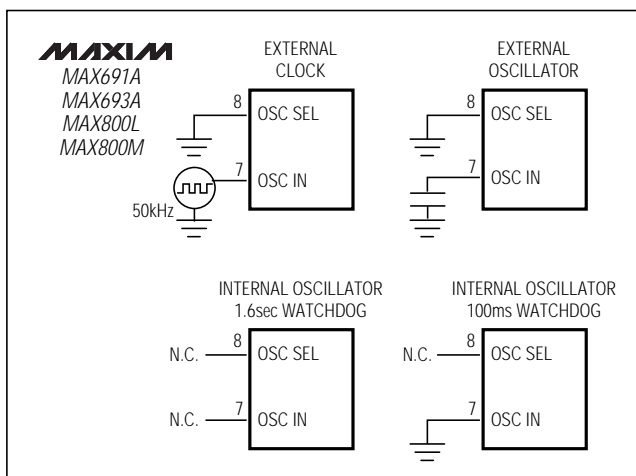 MAXIM
MAX691A
MAX693A
MAX800L
MAX800M
EXTERNAL
CLOCK
8
OSC SEL
7
OSC IN
50kHz
EXTERNAL
OSCILLATOR
8
OSC SEL
7
OSC IN
INTERNAL OSCILLATOR
1.6sec WATCHDOG
N.C.
8
OSC SEL
N.C.
7
OSC IN
INTERNAL OSCILLATOR
100ms WATCHDOG
N.C.
8
OSC SEL
7
OSC IN